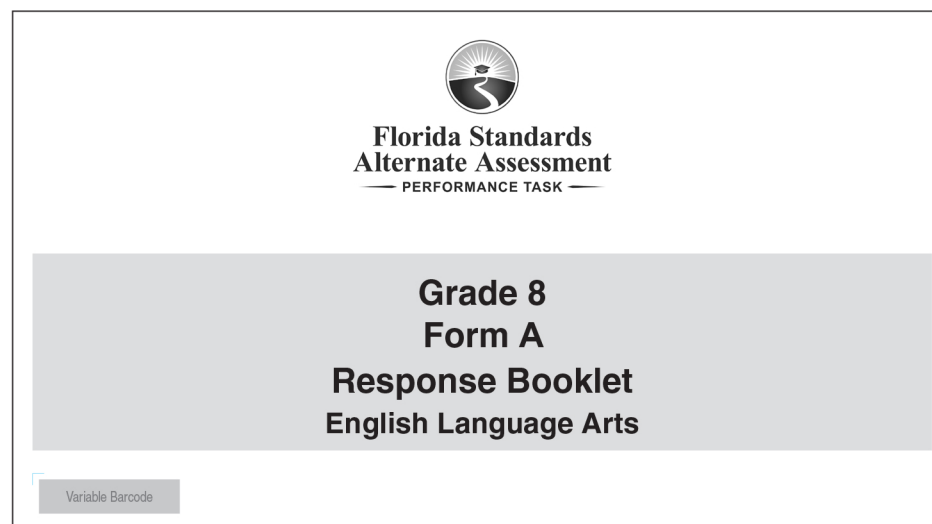 Florida Standards
Alternate Assessment
PERFORMANCE TASK
Grade 8
Form A
Response Booklet
English Language Arts
Variable Barcode